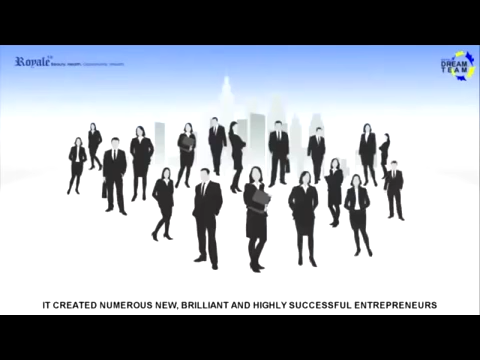 Royale
DREAM
TEAM
IT CREATED NUMEROUS NEW, BRILLIANT AND HIGHLY SUCCESSFUL ENTREPRENEURS